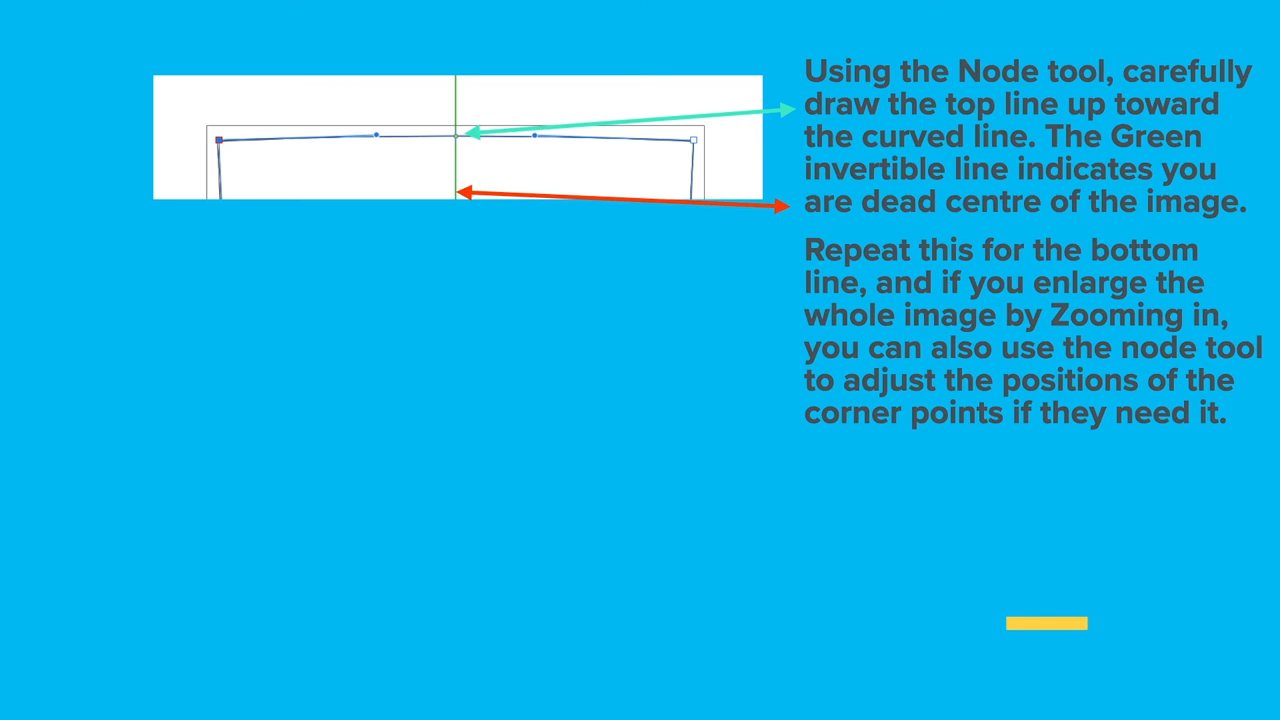 Using the Node tool, carefully
draw the top line up toward
the curved line. The Green
invertible line indicates you
are dead centre of the image.
Repeat this for the bottom
line, and if you enlarge the
whole image by Zooming in,
you can also use the node tool
to adjust the positions of the
corner points if they need it.